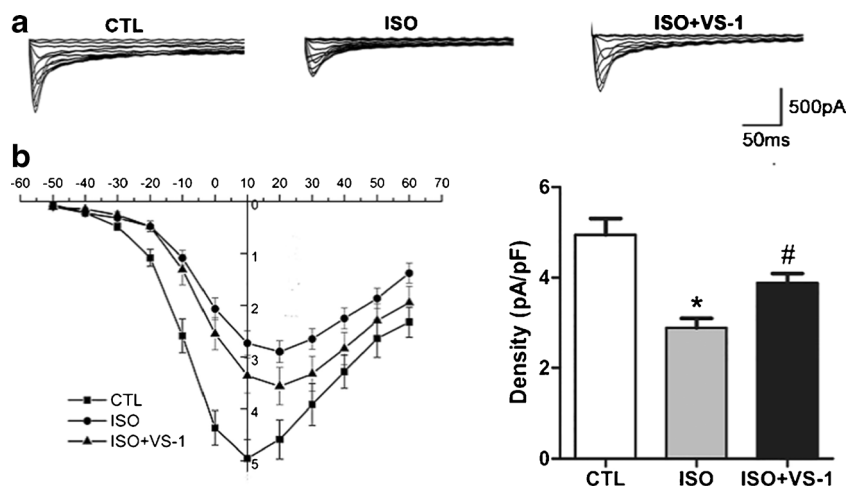 a
CTL
ISO
ISO+VS-1
500pA
50ms
b
-60 -50 -40 -30 -20 -10 0 10 20 30 40 50 60 70
0
1
2
3
4
5
CTL
ISO
ISO+VS-1
Density (pA/pF)
6
4
2
0
*
#
CTL
ISO
ISO+VS-1